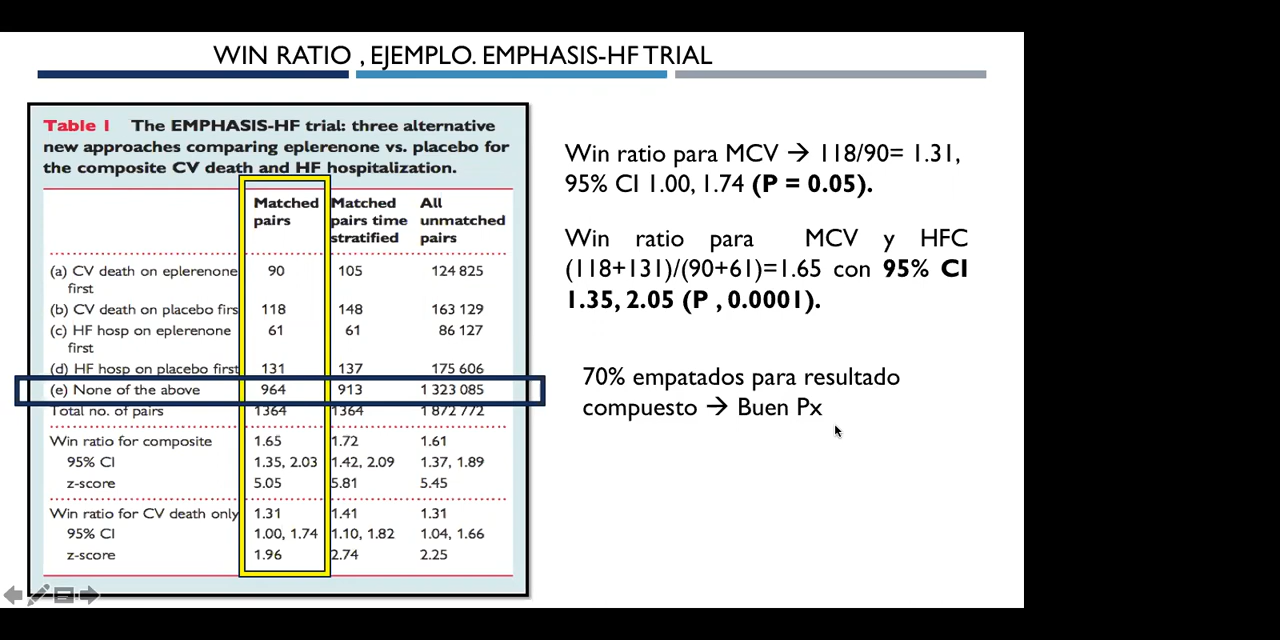 WIN RATIO , EJEMPLO. EMPHASIS-HF TRIAL
Table 1 The EMPHASIS-HF trial: three alternative
new approaches comparing eplerenone vs. placebo for
the composite CV death and HF hospitalization.
Matched pairs | Matched pairs time stratified | All unmatched pairs
(a) CV death on eplerenone first 90 105 124 825
(b) CV death on placebo firs 118 148 163 129
(c) HF hosp on eplerenone first 61 61 86 127
(d) HF hosp on placebo first 131 137 175 606
(e) None of the above 964 913 1 323 085
Total no. of pairs 1364 1364 1 872 772
Win ratio for composite 1.65 1.72 1.61
95% CI 1.35, 2.03 1.42, 2.09 1.37, 1.89
z-score 5.05 5.81 5.45
Win ratio for CV death only 1.31 1.41 1.31
95% CI 1.00, 1.74 1.10, 1.82 1.04, 1.66
z-score 1.96 2.74 2.25
Win ratio para MCV → 118/90= 1.31,
95% CI 1.00, 1.74 (P = 0.05).
Win ratio para MCV y HFC
(118+131)/(90+61)=1.65 con 95% CI
1.35, 2.05 (P , 0.0001).
70% empatados para resultado
compuesto → Buen Px